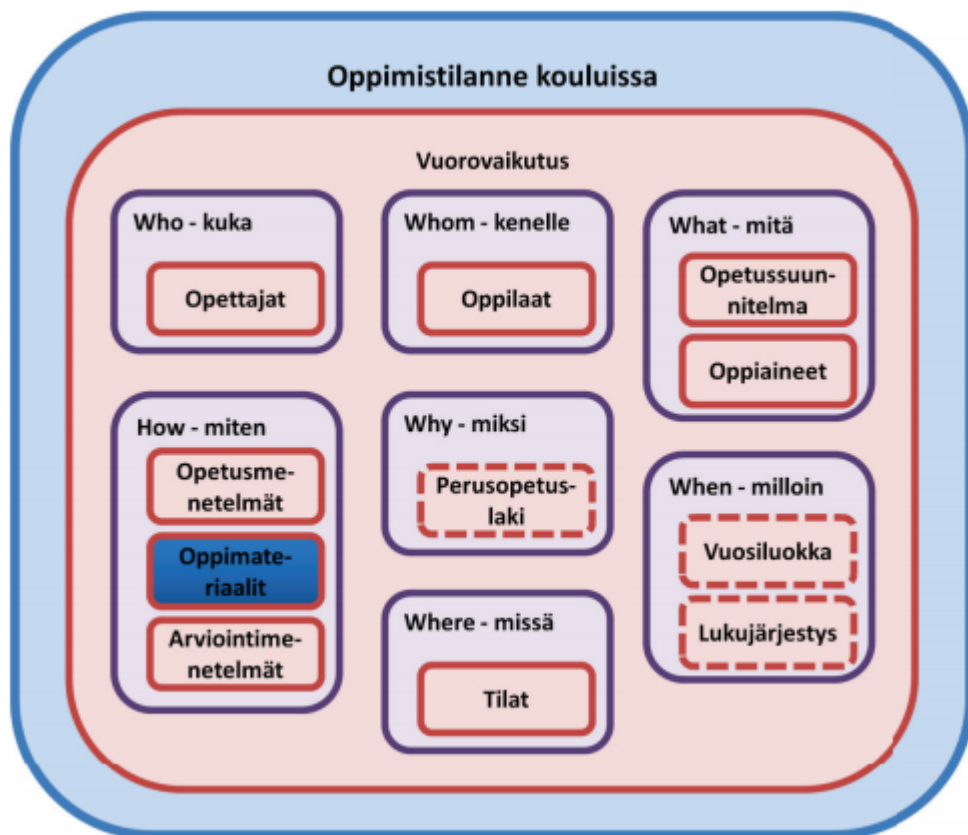 Oppimistilanne kouluissa
Vuorovaikutus
Who - kuka
Opettajat
Whom - kenelle
Oppilaat
What - mitä
Opetussuun-
nitelma
Oppiaineet
How - miten
Opetusme-
netelmät
Oppimate-
riaalit
Arviointime-
netelmät
Why - miksi
Perusopetus-
laki
Where - missä
Tilat
When - milloin
Vuosiluokka
Lukujärjestys